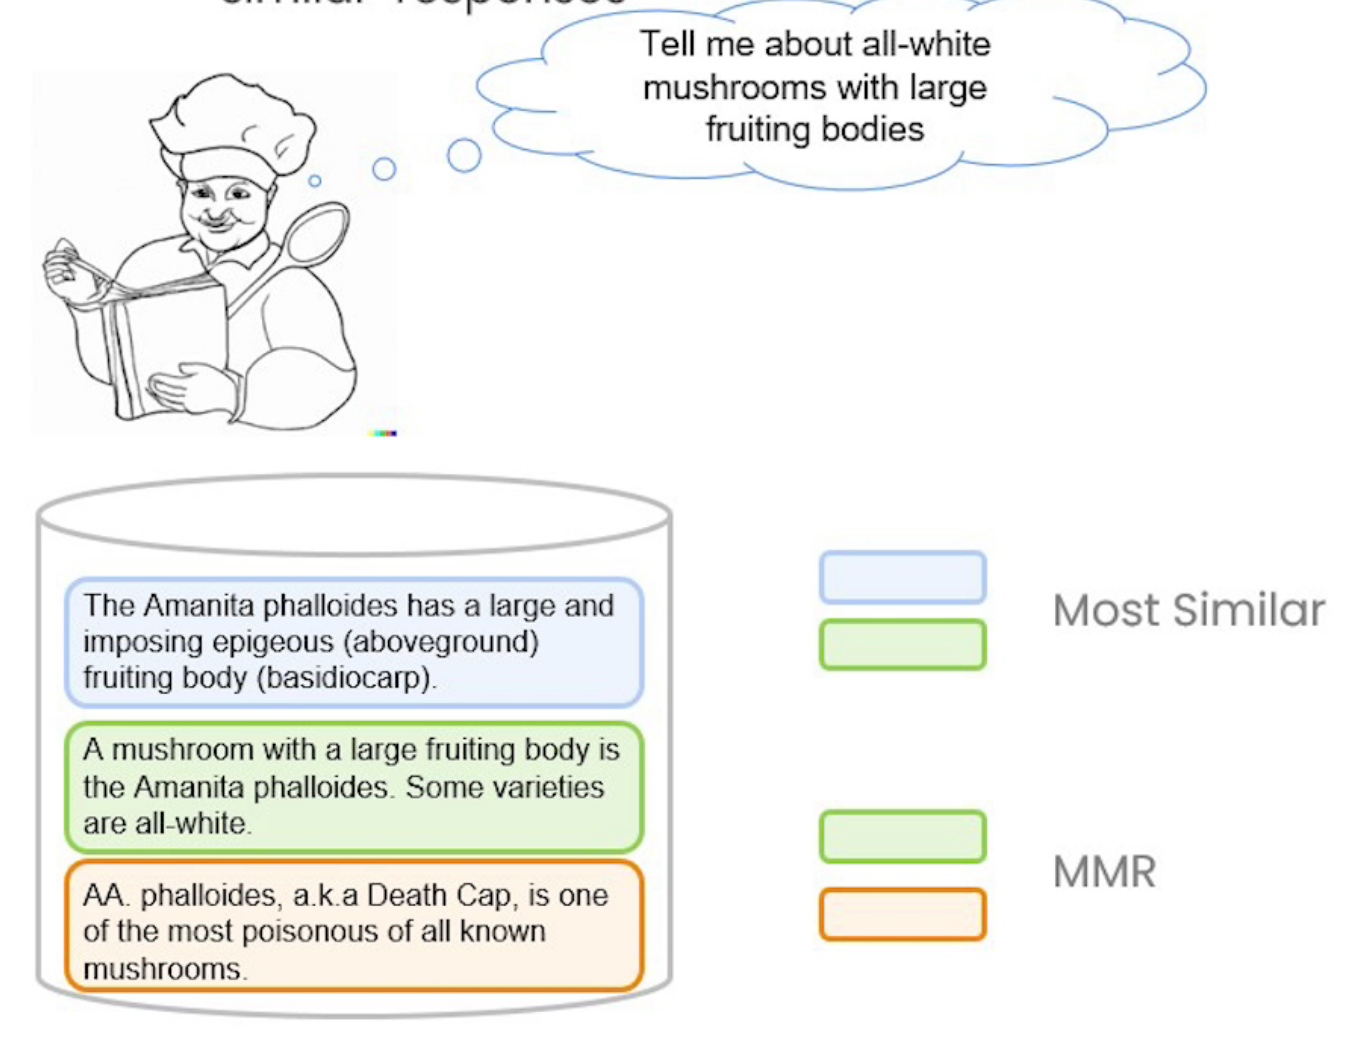 similar responses
Tell me about all-white
mushrooms with large
fruiting bodies
The Amanita phalloides has a large and
imposing epigeous (aboveground)
fruiting body (basidiocarp).
A mushroom with a large fruiting body is
the Amanita phalloides. Some varieties
are all-white.
AA. phalloides, a.k.a Death Cap, is one
of the most poisonous of all known
mushrooms.
Most Similar
MMR